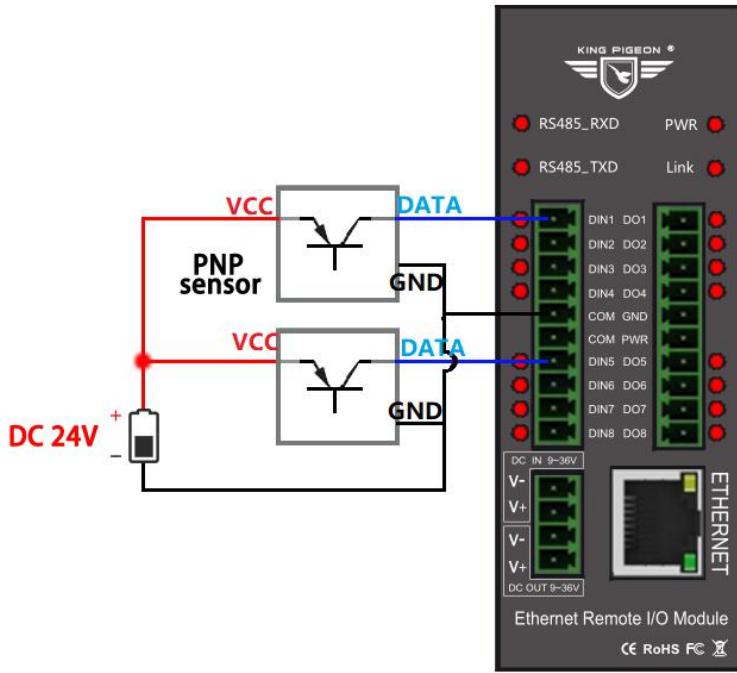 KING PIGEON ®
RS485_RXD PWR
RS485_TXD Link
VCC DATA
PNP
sensor
GND
DIN1 DO1
DIN2 DO2
DIN3 DO3
DIN4 DO4
COM GND
COM PWR
DIN5 DO5
DIN6 DO6
DIN7 DO7
DIN8 DO8
VCC DATA
GND
+
DC 24V
−
DC IN 9~36V
V-
V+
V-
V+
DC OUT 9~36V
ETHERNET
Ethernet Remote I/O Module
CE RoHS FC